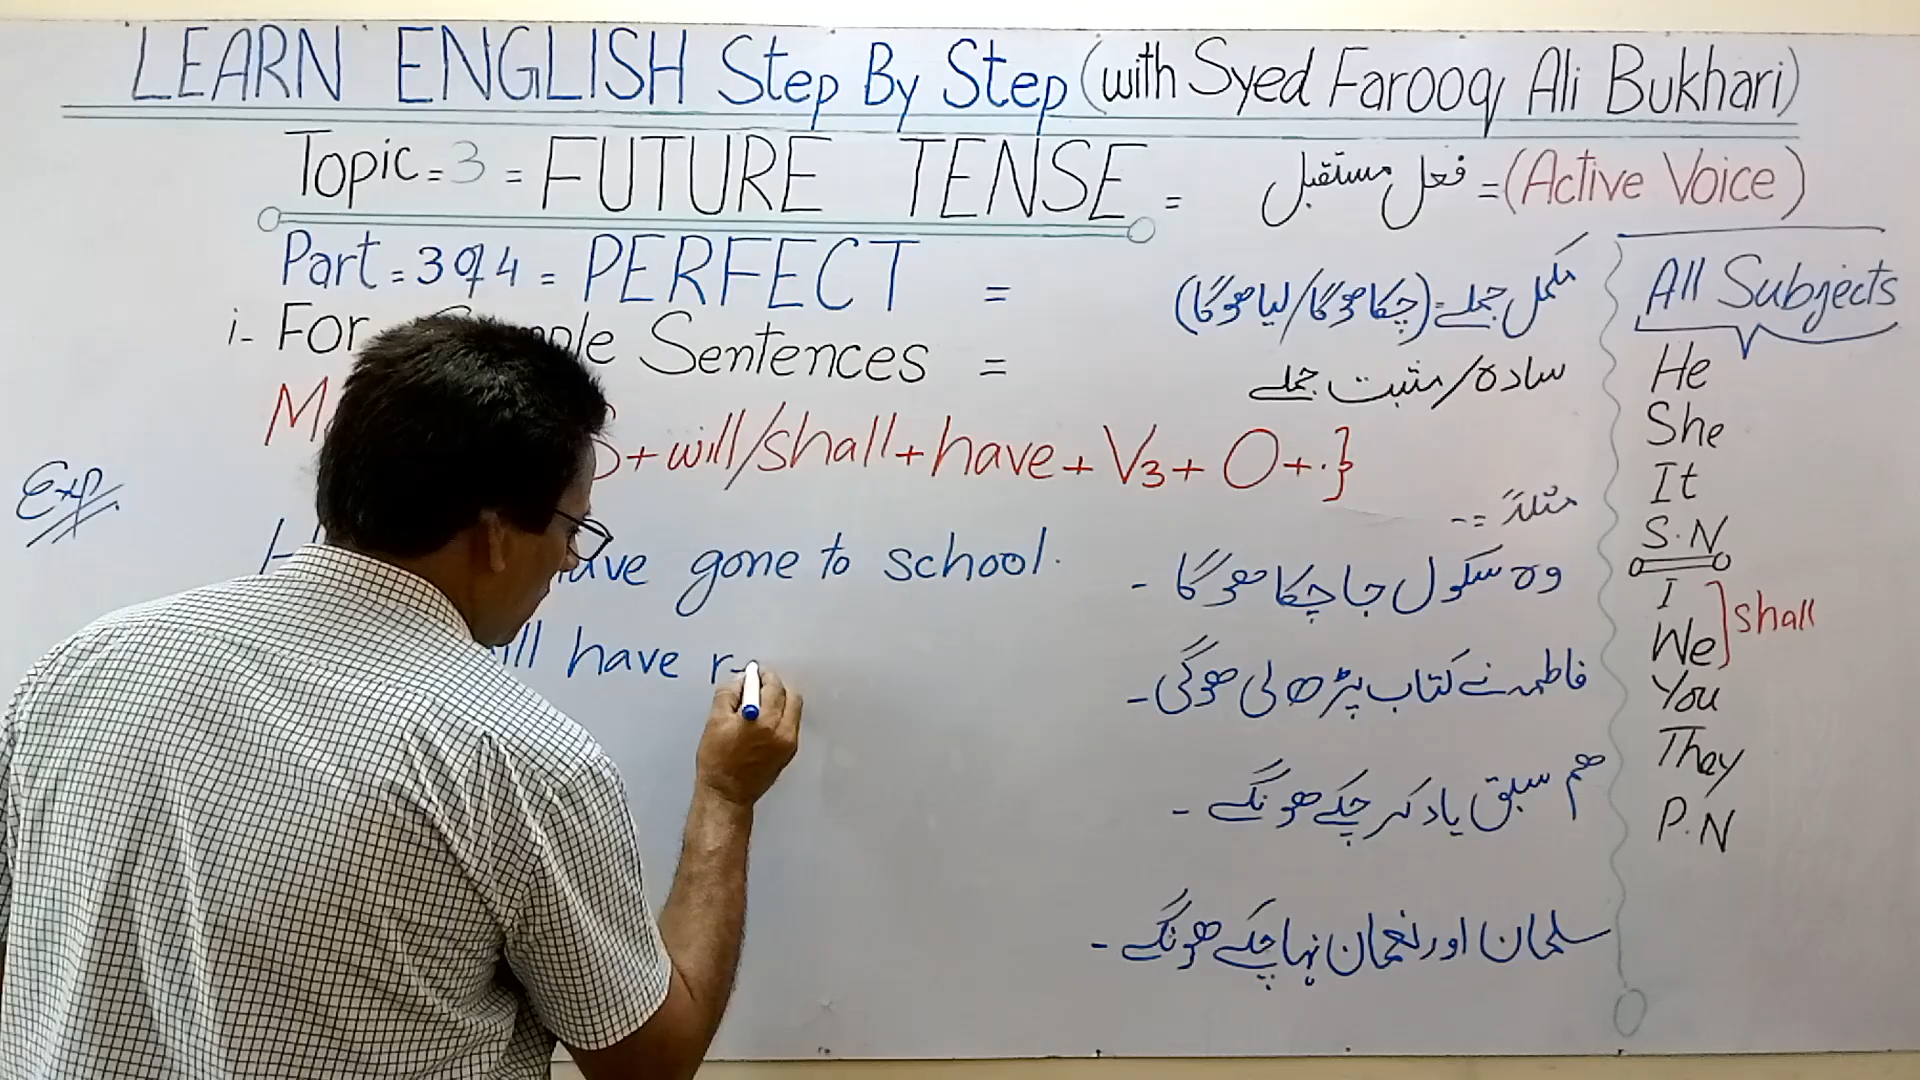 LEARN ENGLISH Step By Step (with Syed Farooq Ali Bukhari)
Topic = 3 = FUTURE TENSE = فعل مستقبل = (Active Voice)
Part = 3 of 4 = PERFECT = مکمل جملے = (چکا ہوگا/لیا ہوگا)
i- For Sentences = سادہ/مثبت جملے
+ will/shall + have + V3 + O + . }
Exp. مثلاً =-
have gone to school. وہ سکول جا چکا ہوگا -
have فاطمہ نے کتاب پڑھ لی ہوگی -
ہم سبق یاد کر چکے ہونگے -
سلمان اور نعمان نہا چکے ہونگے -
All Subjects
He
She
It
S.N
I
We
shall
You
They
P.N